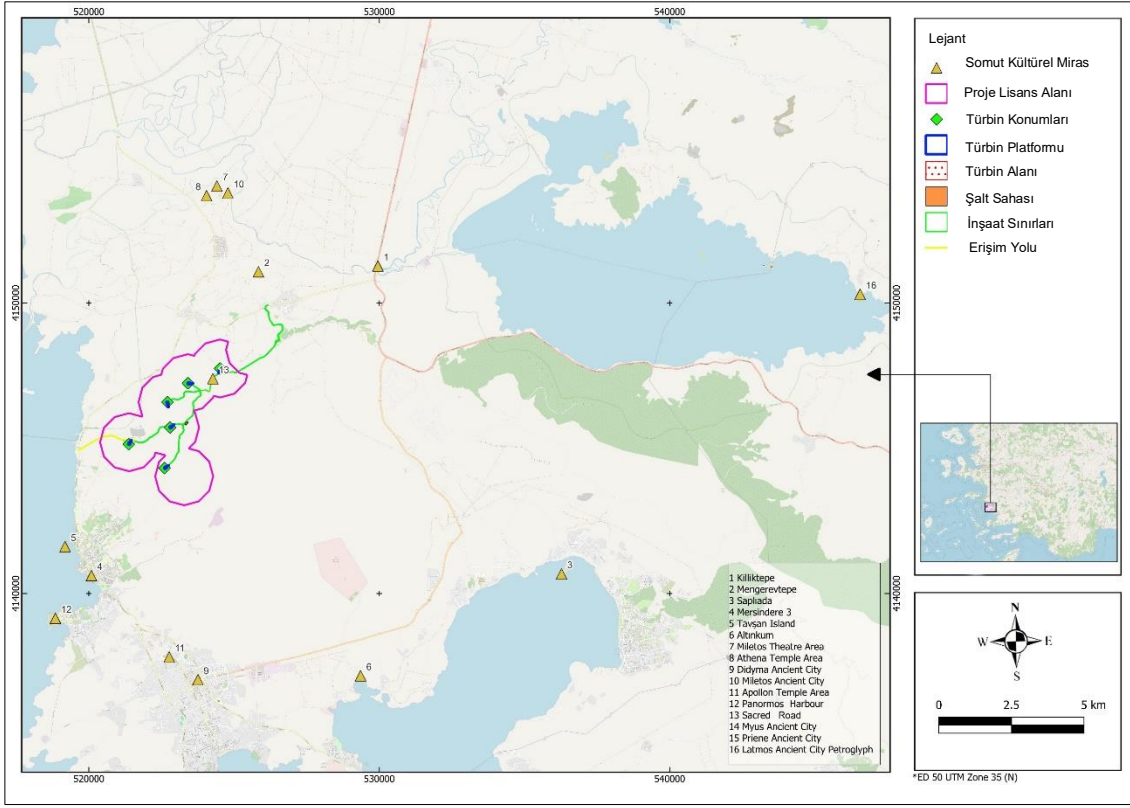 520000
530000
540000
4150000
4140000
7
8
10
2
1
16
13
5
4
12
11
9
3
6
1 Killiktepe
2 Mengerevtepe
3 Saplıada
4 Mersindere 3
5 Tavşan Island
6 Altınkum
7 Miletos Theatre Area
8 Athena Temple Area
9 Didyma Ancient City
10 Miletos Ancient City
11 Apollon Temple Area
12 Panormos Harbour
13 Sacred Road
14 Myus Ancient City
15 Priene Ancient City
16 Latmos Ancient City Petroglyph
4150000
4140000
520000
530000
540000
Lejant
Somut Kültürel Miras
Proje Lisans Alanı
Türbin Konumları
Türbin Platformu
Türbin Alanı
Şalt Sahası
İnşaat Sınırları
Erişim Yolu
N
W E
S
0 2.5 5 km
*ED 50 UTM Zone 35 (N)